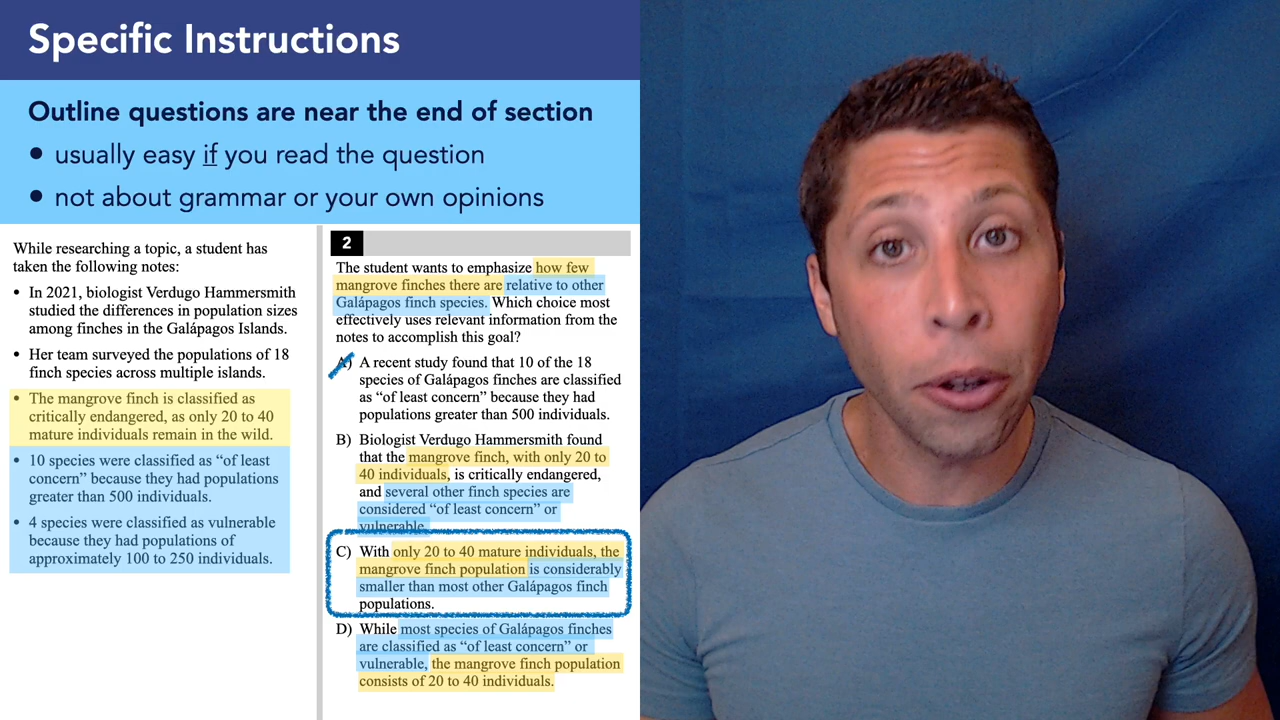 Specific Instructions
Outline questions are near the end of section
• usually easy if you read the question
• not about grammar or your own opinions
While researching a topic, a student has
taken the following notes:
• In 2021, biologist Verdugo Hammersmith
studied the differences in population sizes
among finches in the Galápagos Islands.
• Her team surveyed the populations of 18
finch species across multiple islands.
• The mangrove finch is classified as
critically endangered, as only 20 to 40
mature individuals remain in the wild.
• 10 species were classified as “of least
concern” because they had populations
greater than 500 individuals.
• 4 species were classified as vulnerable
because they had populations of
approximately 100 to 250 individuals.
2
The student wants to emphasize how few
mangrove finches there are relative to other
Galápagos finch species. Which choice most
effectively uses relevant information from the
notes to accomplish this goal?
A) A recent study found that 10 of the 18
species of Galápagos finches are classified
as “of least concern” because they had
populations greater than 500 individuals.
B) Biologist Verdugo Hammersmith found
that the mangrove finch, with only 20 to
40 individuals, is critically endangered,
and several other finch species are
considered “of least concern” or
vulnerable.
C) With only 20 to 40 mature individuals, the
mangrove finch population is considerably
smaller than most other Galápagos finch
populations.
D) While most species of Galápagos finches
are classified as “of least concern” or
vulnerable, the mangrove finch population
consists of 20 to 40 individuals.